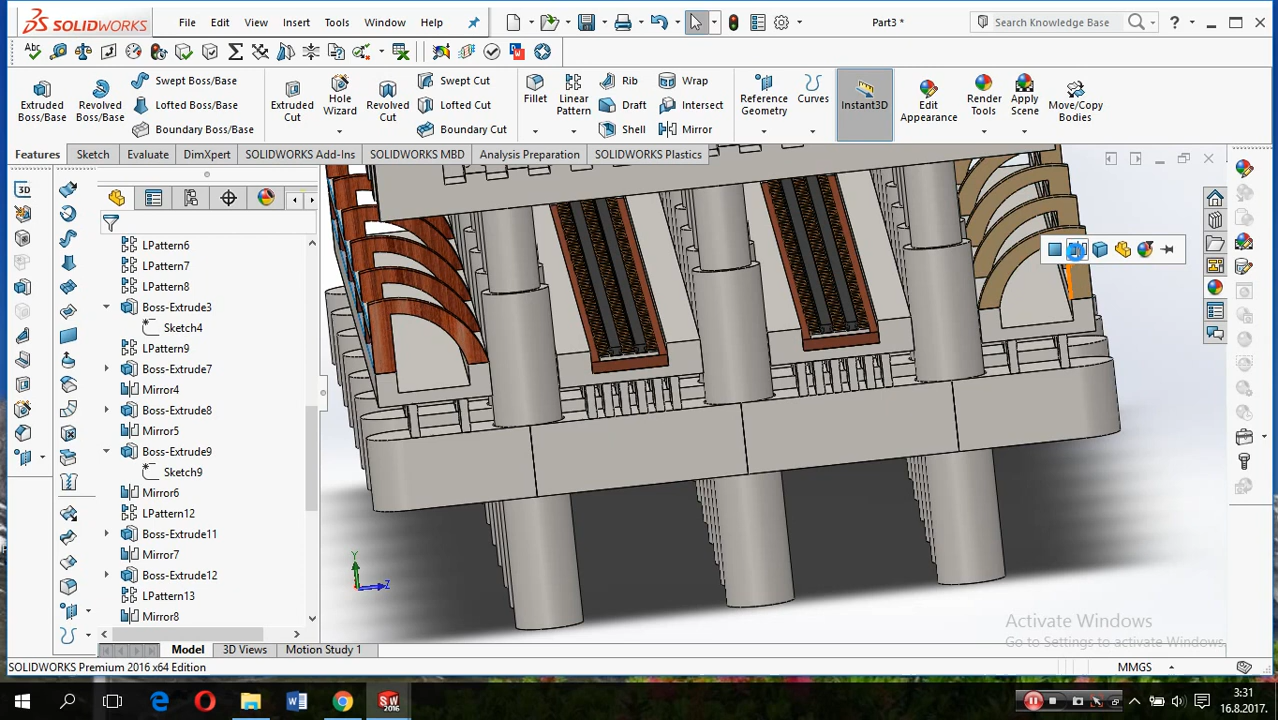 SOLIDWORKS File Edit View Insert Tools Window Help Part3 * Search Knowledge Base ?
Abc
Extruded Boss/Base
Revolved Boss/Base
Swept Boss/Base
Lofted Boss/Base
Boundary Boss/Base
Extruded Cut
Hole Wizard
Revolved Cut
Swept Cut
Lofted Cut
Boundary Cut
Fillet
Linear Pattern
Rib
Draft
Shell
Wrap
Intersect
Mirror
Reference Geometry
Curves
Instant3D
Edit Appearance
Render Tools
Apply Scene
Move/Copy Bodies
Features Sketch Evaluate DimXpert SOLIDWORKS Add-Ins SOLIDWORKS MBD Analysis Preparation SOLIDWORKS Plastics
3D
LPattern6
LPattern7
LPattern8
Boss-Extrude3
Sketch4
LPattern9
Boss-Extrude7
Mirror4
Boss-Extrude8
Mirror5
Boss-Extrude9
Sketch9
Mirror6
LPattern12
Boss-Extrude11
Mirror7
Boss-Extrude12
LPattern13
Mirror8
Y
Z
Activate Windows
Go to Settings to activate Windows.
Model 3D Views Motion Study 1
SOLIDWORKS Premium 2016 x64 Edition MMGS
SW 2016
3:31
16.8.2017.